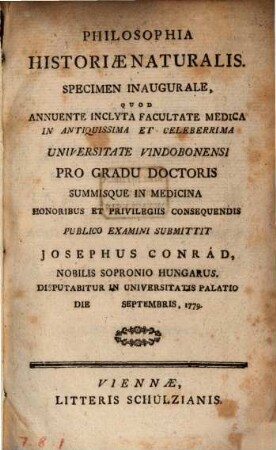 PHILOSOPHIA
HISTORIÆ NATURALIS.
SPECIMEN INAUGURALE,
QUOD
ANNUENTE INCLYTA FACULTATE MEDICA
IN ANTIQUISSIMA ET CELEBERRIMA
UNIVERSITATE VINDOBONENSI
PRO GRADU DOCTORIS
SUMMISQUE IN MEDICINA
HONORIBUS ET PRIVILEGIIS CONSEQUENDIS
PUBLICO EXAMINI SUBMITTIT
JOSEPHUS CONRÁD,
NOBILIS SOPRONIO HUNGARUS.
DISPUTABITUR IN UNIVERSITATIS PALATIO
DIE SEPTEMBRIS, 1779.
VIENNÆ,
LITTERIS SCHULZIANIS.